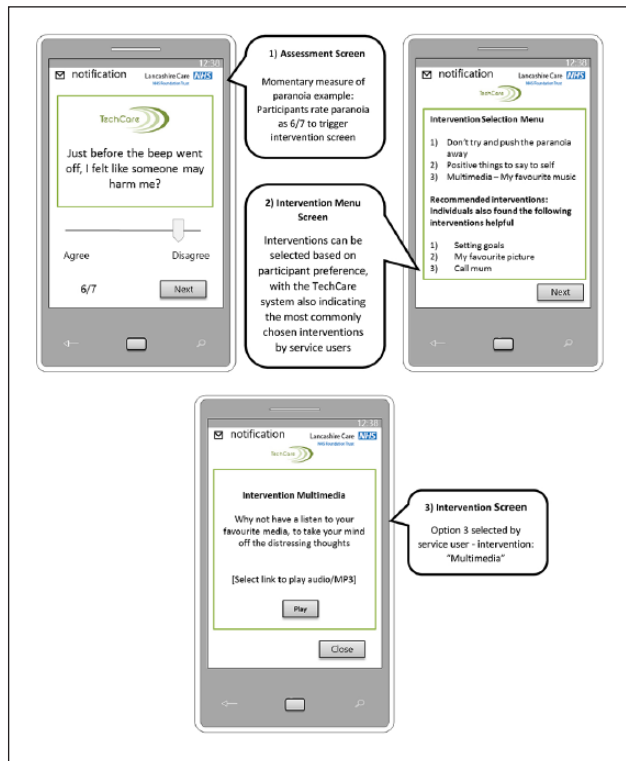 12:38
notification
Lancashire Care NHS
NHS Foundation Trust
TechCare
Just before the beep went
off, I felt like someone may
harm me?
Agree
Disagree
6/7
Next
1) Assessment Screen
Momentary measure of
paranoia example:
Participants rate paranoia
as 6/7 to trigger
intervention screen
2) Intervention Menu
Screen
Interventions can be
selected based on
participant preference,
with the TechCare
system also indicating
the most commonly
chosen interventions
by service users
12:38
notification
Lancashire Care NHS
NHS Foundation Trust
TechCare
Intervention Selection Menu
1) Don't try and push the paranoia
away
2) Positive things to say to self
3) Multimedia – My favourite music
Recommended interventions:
Individuals also found the following
interventions helpful
1) Setting goals
2) My favourite picture
3) Call mum
Next
12:38
notification
Lancashire Care NHS
NHS Foundation Trust
TechCare
Intervention Multimedia
Why not have a listen to your
favourite media, to take your mind
off the distressing thoughts
[Select link to play audio/MP3]
Play
Close
3) Intervention Screen
Option 3 selected by
service user - intervention:
"Multimedia"